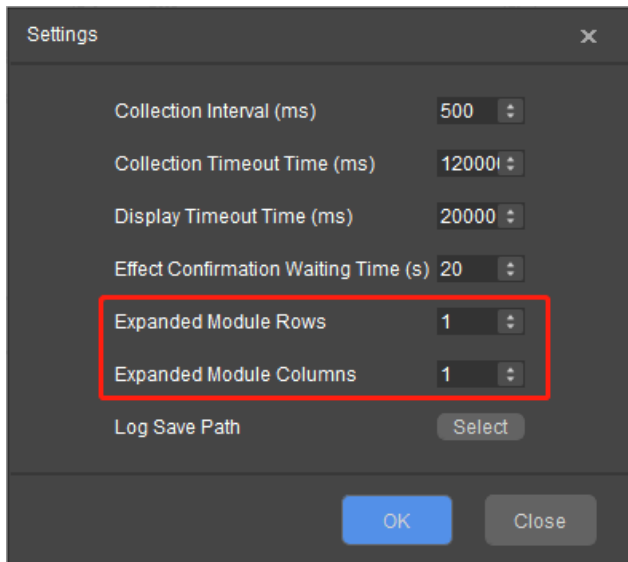 Settings
Collection Interval (ms) 500
Collection Timeout Time (ms) 12000
Display Timeout Time (ms) 20000
Effect Confirmation Waiting Time (s) 20
Expanded Module Rows 1
Expanded Module Columns 1
Log Save Path Select
OK Close